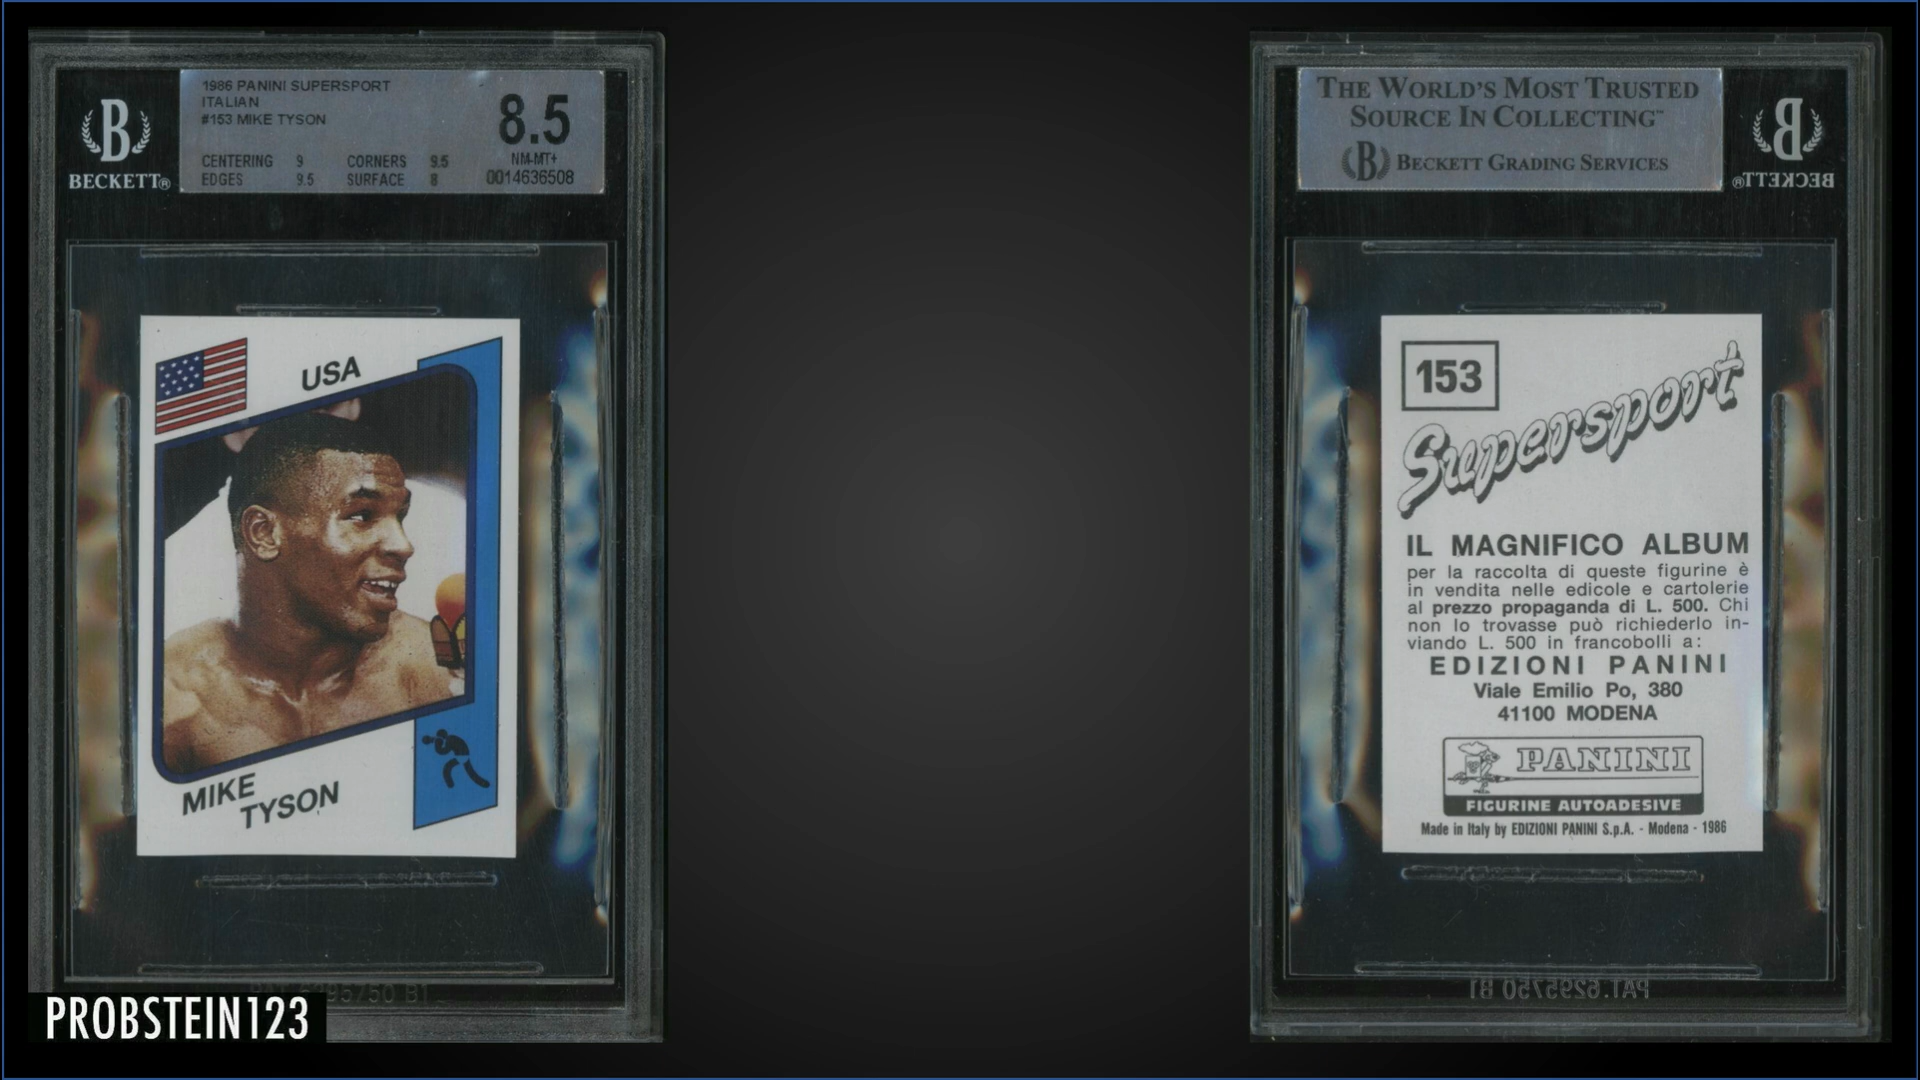 1986 PANINI SUPERSPORT
ITALIAN
#153 MIKE TYSON
8.5
NM-MT+
CENTERING 9 CORNERS 9.5
EDGES 9.5 SURFACE 8
0014636508
B
BECKETT®
USA
MIKE
TYSON
PAT. 6295750 B1
PROBSTEIN123
THE WORLD'S MOST TRUSTED
SOURCE IN COLLECTING™
B BECKETT GRADING SERVICES
B
BECKETT®
153
Supersport
IL MAGNIFICO ALBUM
per la raccolta di queste figurine è
in vendita nelle edicole e cartolerie
al prezzo propaganda di L. 500. Chi
non lo trovasse può richiederlo in-
viando L. 500 in francobolli a:
EDIZIONI PANINI
Viale Emilio Po, 380
41100 MODENA
PANINI
FIGURINE AUTOADESIVE
Made in Italy by EDIZIONI PANINI S.p.A. - Modena - 1986
PAT. 6295750 B1